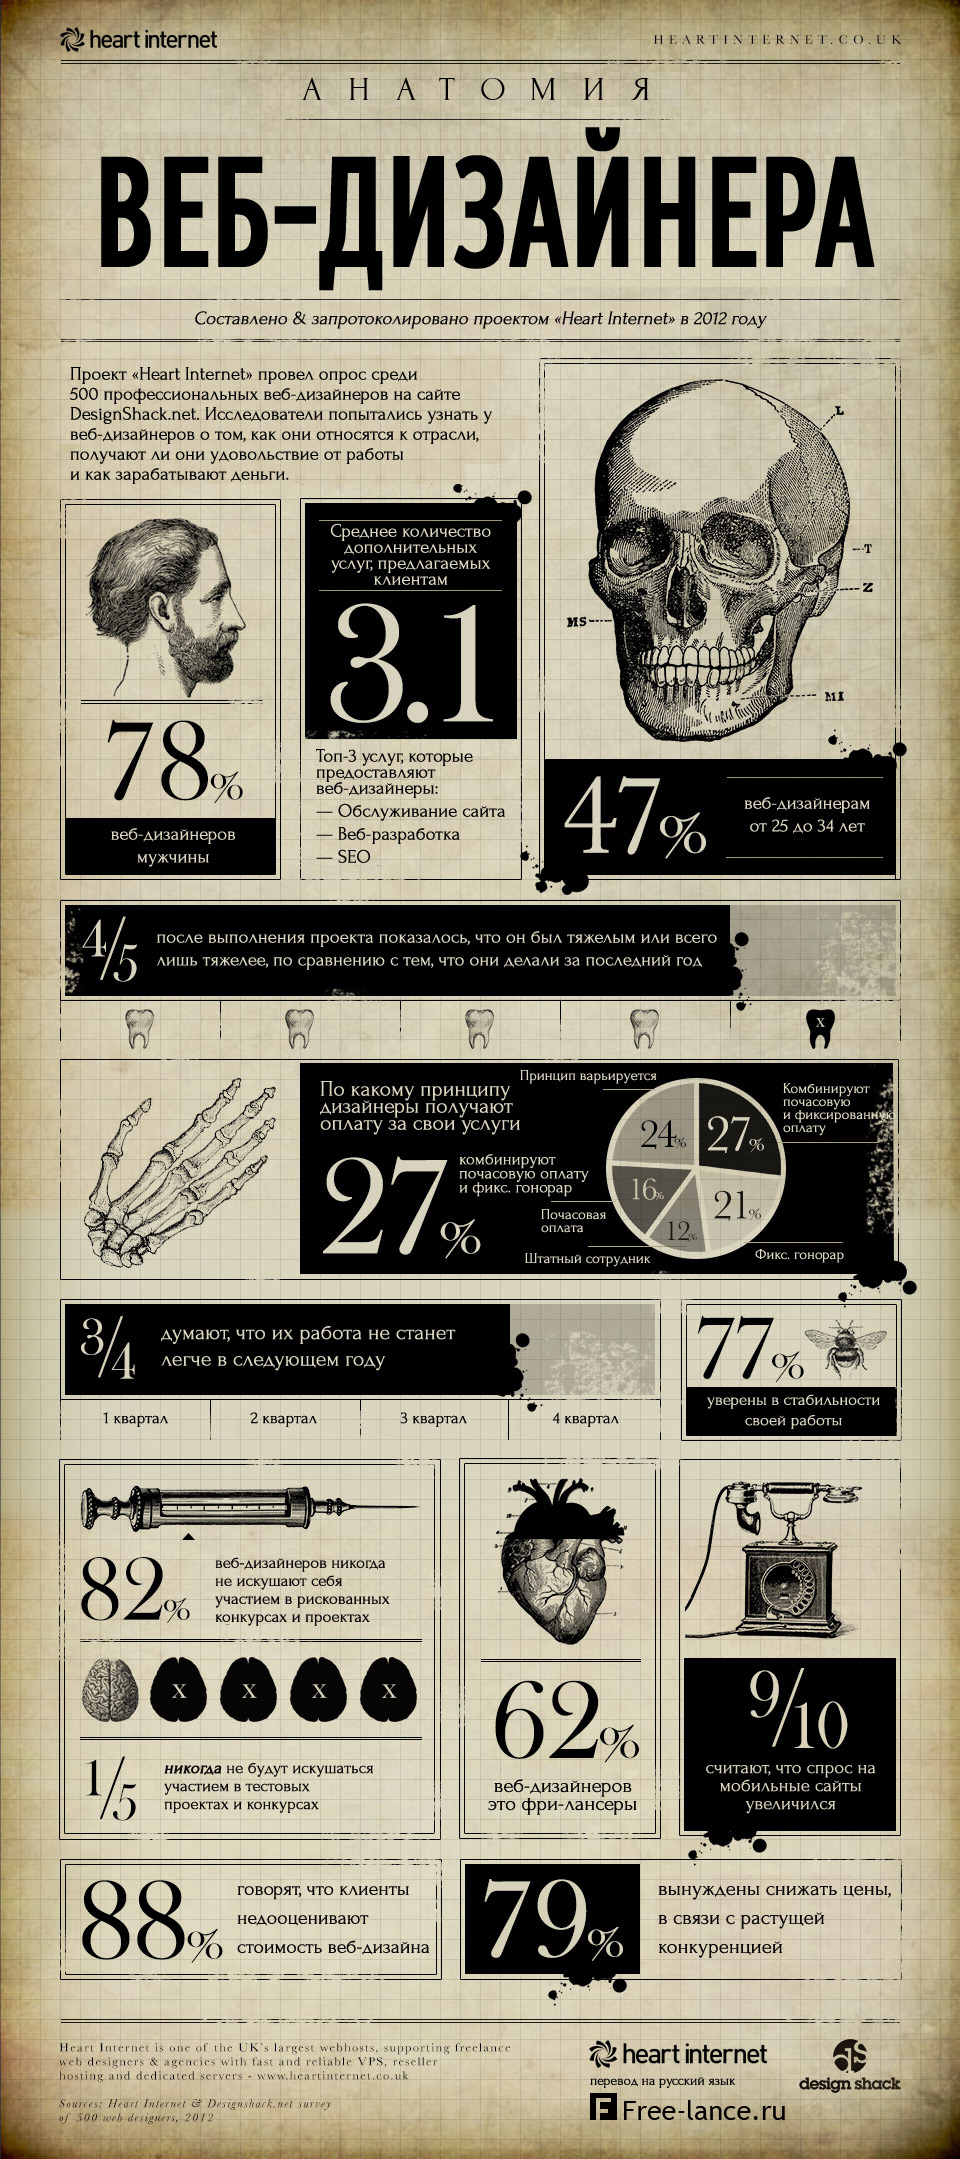 heart internet
HEARTINTERNET.CO.UK
АНАТОМИЯ
ВЕБ-ДИЗАЙНЕРА
Составлено & запротоколировано проектом «Heart Internet» в 2012 году
Проект «Heart Internet» провел опрос среди
500 профессиональных веб-дизайнеров на сайте
DesignShack.net. Исследователи попытались узнать у
веб-дизайнеров о том, как они относятся к отрасли,
получают ли они удовольствие от работы
и как зарабатывают деньги.
78%
веб-дизайнеров
мужчины
Среднее количество
дополнительных
услуг, предлагаемых
клиентам
3.1
Топ-3 услуг, которые
предоставляют
веб-дизайнеры:
— Обслуживание сайта
— Веб-разработка
— SEO
L
T
Z
MS
MI
47%
веб-дизайнерам
от 25 до 34 лет
4/5
после выполнения проекта показалось, что он был тяжелым или всего
лишь тяжелее, по сравнению с тем, что они делали за последний год
x
По какому принципу
дизайнеры получают
оплату за свои услуги
27%
комбинируют
почасовую оплату
и фикс. гонорар
Принцип варьируется
Комбинируют
почасовую
и фиксированную
оплату
24%
27%
16%
21%
12%
Почасовая
оплата
Штатный сотрудник
Фикс. гонорар
3/4
думают, что их работа не станет
легче в следующем году
1 квартал
2 квартал
3 квартал
4 квартал
77%
уверены в стабильности
своей работы
82%
веб-дизайнеров никогда
не искушают себя
участием в рискованных
конкурсах и проектах
x x x x
1/5
никогда не будут искушаться
участием в тестовых
проектах и конкурсах
62%
веб-дизайнеров
это фри-лансеры
9/10
считают, что спрос на
мобильные сайты
увеличился
88%
говорят, что клиенты
недооценивают
стоимость веб-дизайна
79%
вынуждены снижать цены,
в связи с растущей
конкуренцией
Heart Internet is one of the UK's largest webhosts, supporting freelance
web designers & agencies with fast and reliable VPS, reseller
hosting and dedicated servers - www.heartinternet.co.uk
Sources: Heart Internet & Designshack.net survey
of 500 web designers, 2012
heart internet
перевод на русский язык
F Free-lance.ru
ds
design shack